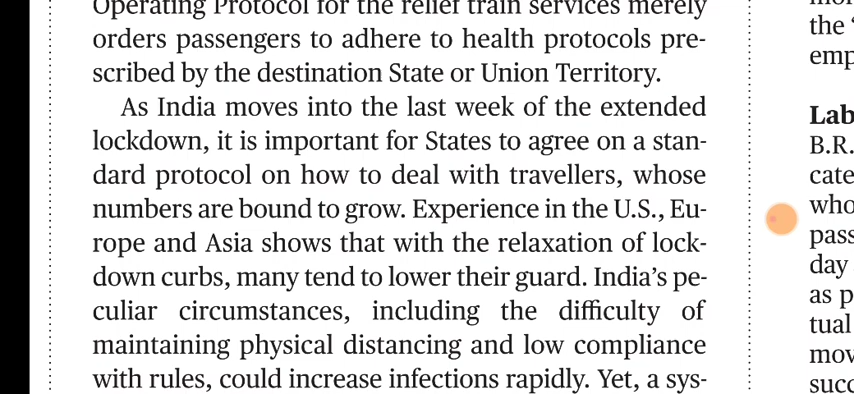 Operating Protocol for the relief train services merely
orders passengers to adhere to health protocols pre-
scribed by the destination State or Union Territory.
As India moves into the last week of the extended
lockdown, it is important for States to agree on a stan-
dard protocol on how to deal with travellers, whose
numbers are bound to grow. Experience in the U.S., Eu-
rope and Asia shows that with the relaxation of lock-
down curbs, many tend to lower their guard. India's pe-
culiar circumstances, including the difficulty of
maintaining physical distancing and low compliance
with rules, could increase infections rapidly. Yet, a sys-
the
Lab
B.R.
cate
who
pass
day
as p
tual
mov
succ